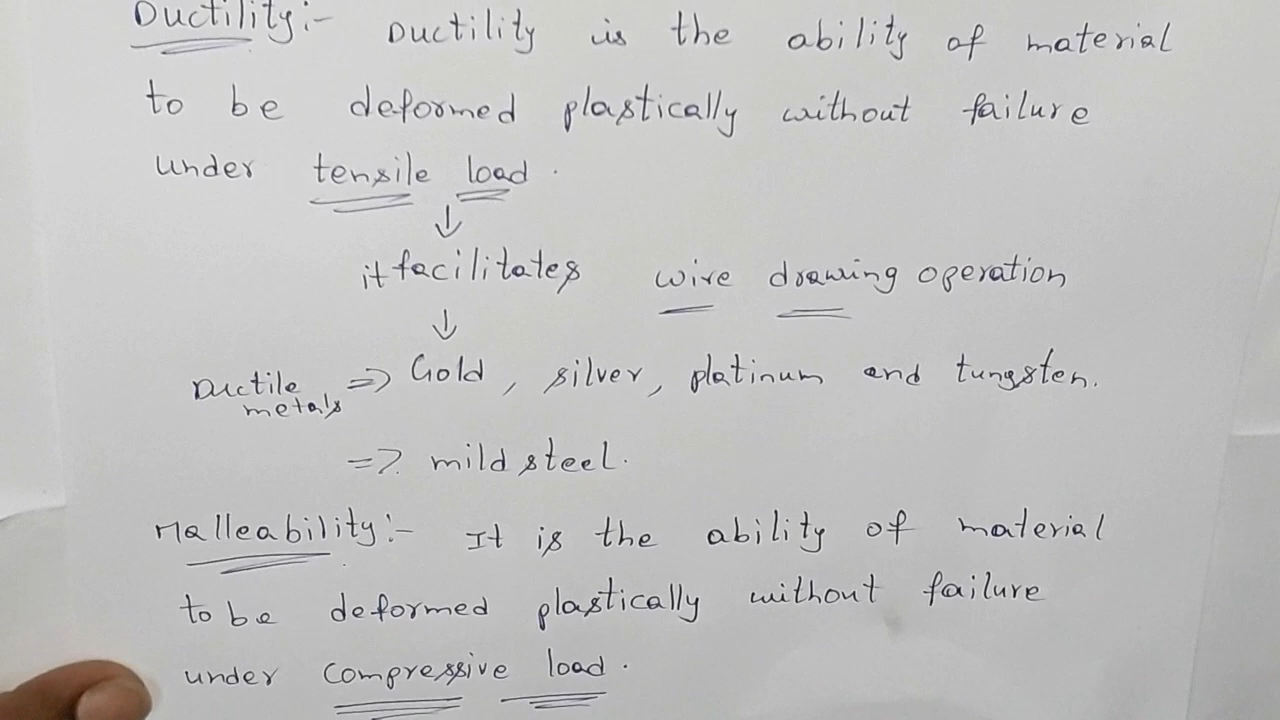 Ductility:- Ductility is the ability of material
to be deformed plastically without failure
under tensile load.
↓
it facilitates wire drawing operation
↓
Ductile metals => Gold, silver, platinum and tungsten.
=> mild steel.
Malleability:- It is the ability of material
to be deformed plastically without failure
under compressive load.